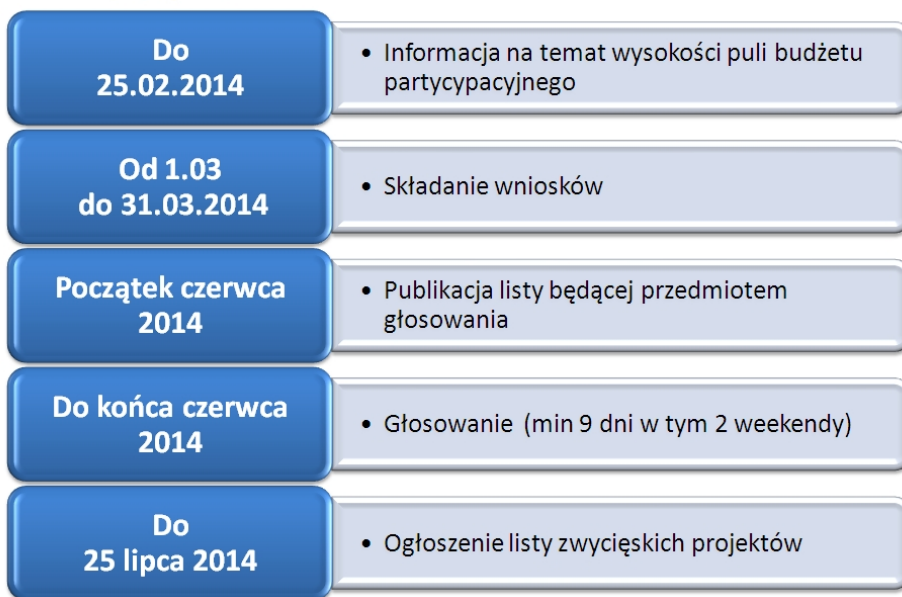 Do
25.02.2014
• Informacja na temat wysokości puli budżetu
partycypacyjnego
Od 1.03
do 31.03.2014
• Składanie wniosków
Początek czerwca
2014
• Publikacja listy będącej przedmiotem
głosowania
Do końca czerwca
2014
• Głosowanie (min 9 dni w tym 2 weekendy)
Do
25 lipca 2014
• Ogłoszenie listy zwycięskich projektów